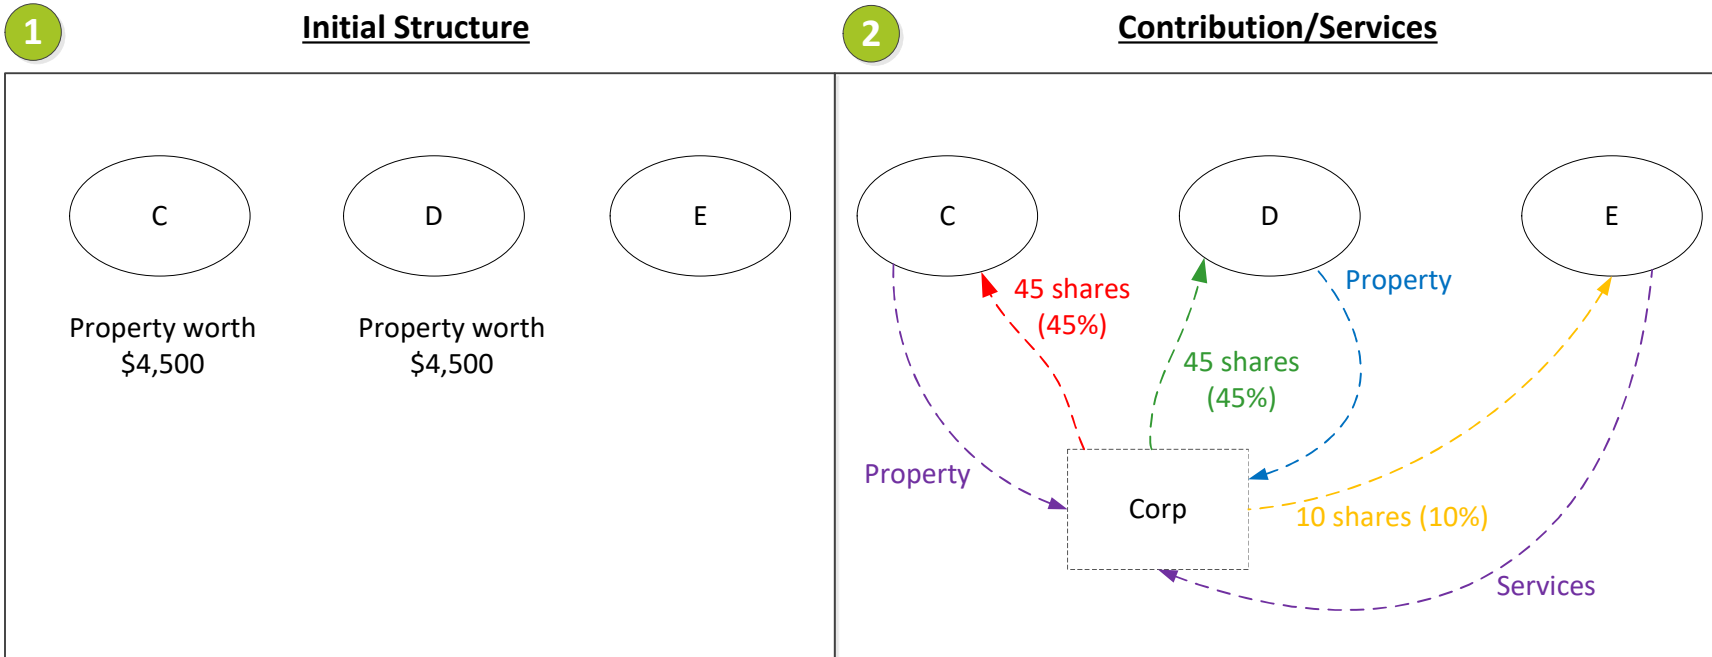 1
Initial Structure
2
Contribution/Services
C
D
E
Property worth
$4,500
Property worth
$4,500
C
D
E
45 shares
(45%)
Property
45 shares
(45%)
Property
Corp
10 shares (10%)
Services